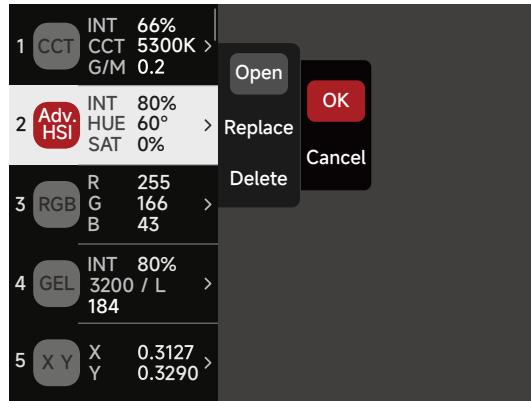 1 CCT INT 66%
CCT 5300K >
G/M 0.2
2 Adv. HSI INT 80%
HUE 60° >
SAT 0%
3 RGB R 255
G 166 >
B 43
4 GEL INT 80%
3200 / L >
184
5 X Y X 0.3127 >
Y 0.3290
Open
Replace
Delete
OK
Cancel